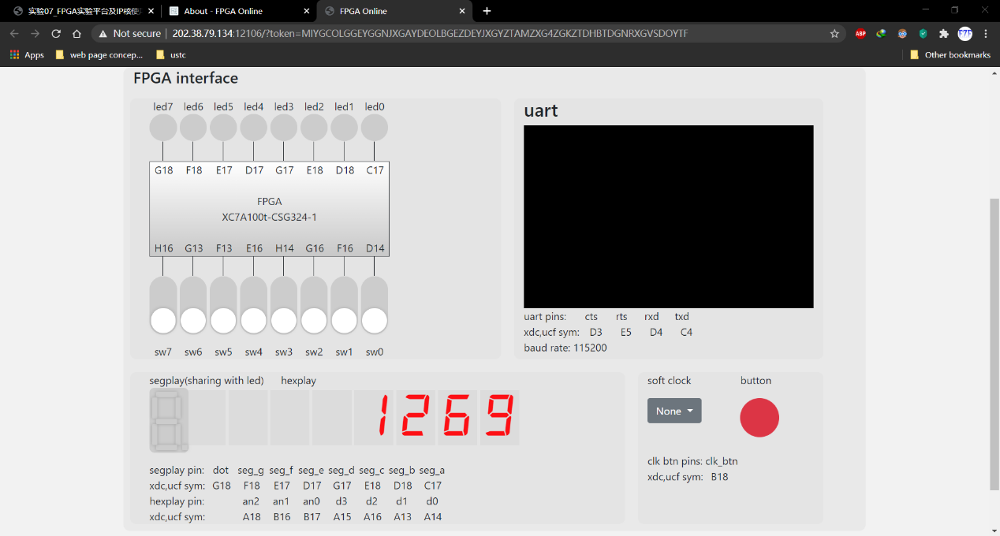 实验07_FPGA实验平台及IP核使
About - FPGA Online
FPGA Online
Not secure | 202.38.79.134:12106/?token=MIYGCOLGGEYGGNJXGAYDEOLBGEZDEYJXGYZTAMZXG4ZGKZTDHBTDGNRXGVSDOYTF
ABP
Apps web page concep... ustc Other bookmarks
FPGA interface
led7 led6 led5 led4 led3 led2 led1 led0
G18 F18 E17 D17 G17 E18 D18 C17
FPGA
XC7A100t-CSG324-1
H16 G13 F13 E16 H14 G16 F16 D14
sw7 sw6 sw5 sw4 sw3 sw2 sw1 sw0
uart
uart pins: cts rts rxd txd
xdc,ucf sym: D3 E5 D4 C4
baud rate: 115200
segplay(sharing with led) hexplay
1269
segplay pin: dot seg_g seg_f seg_e seg_d seg_c seg_b seg_a
xdc,ucf sym: G18 F18 E17 D17 G17 E18 D18 C17
hexplay pin: an2 an1 an0 d3 d2 d1 d0
xdc,ucf sym: A18 B16 B17 A15 A16 A13 A14
soft clock button
None
clk btn pins: clk_btn
xdc,ucf sym: B18